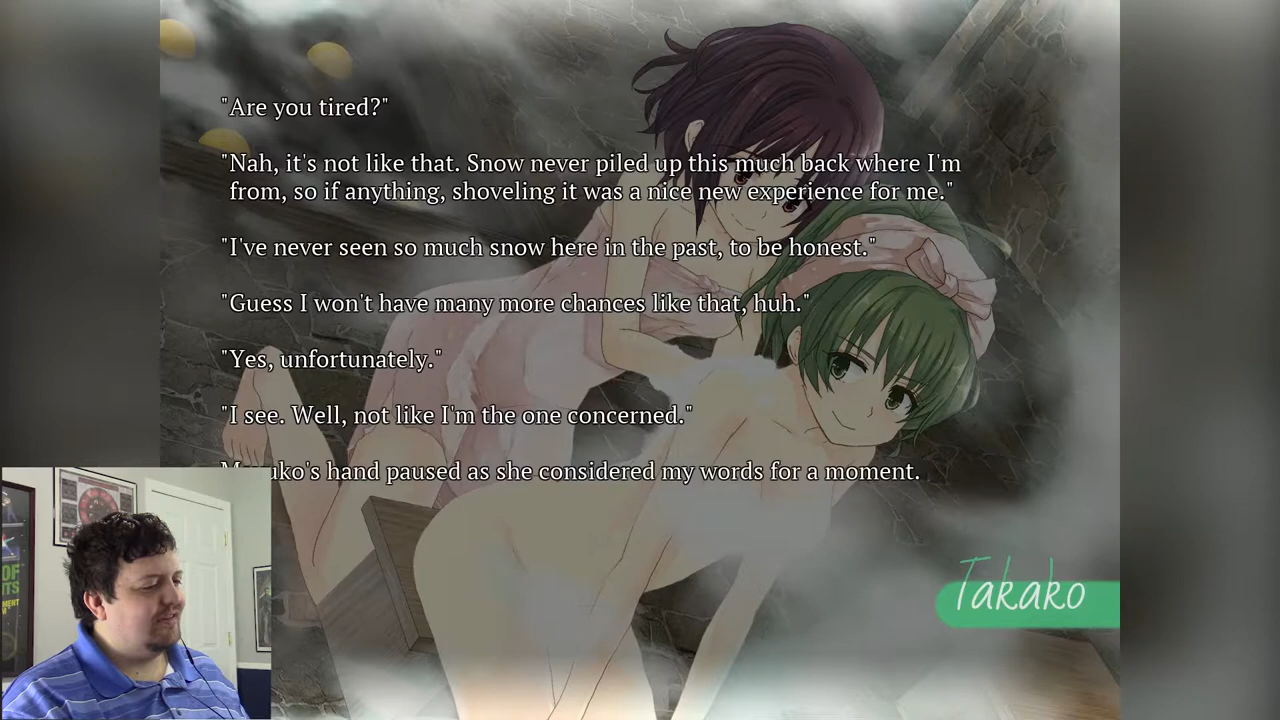 "Are you tired?"
"Nah, it's not like that. Snow never piled up this much back where I'm
from, so if anything, shoveling it was a nice new experience for me."
"I've never seen so much snow here in the past, to be honest."
"Guess I won't have many more chances like that, huh."
"Yes, unfortunately."
"I see. Well, not like I'm the one concerned."
hand paused as she considered my words for a moment.
Takako